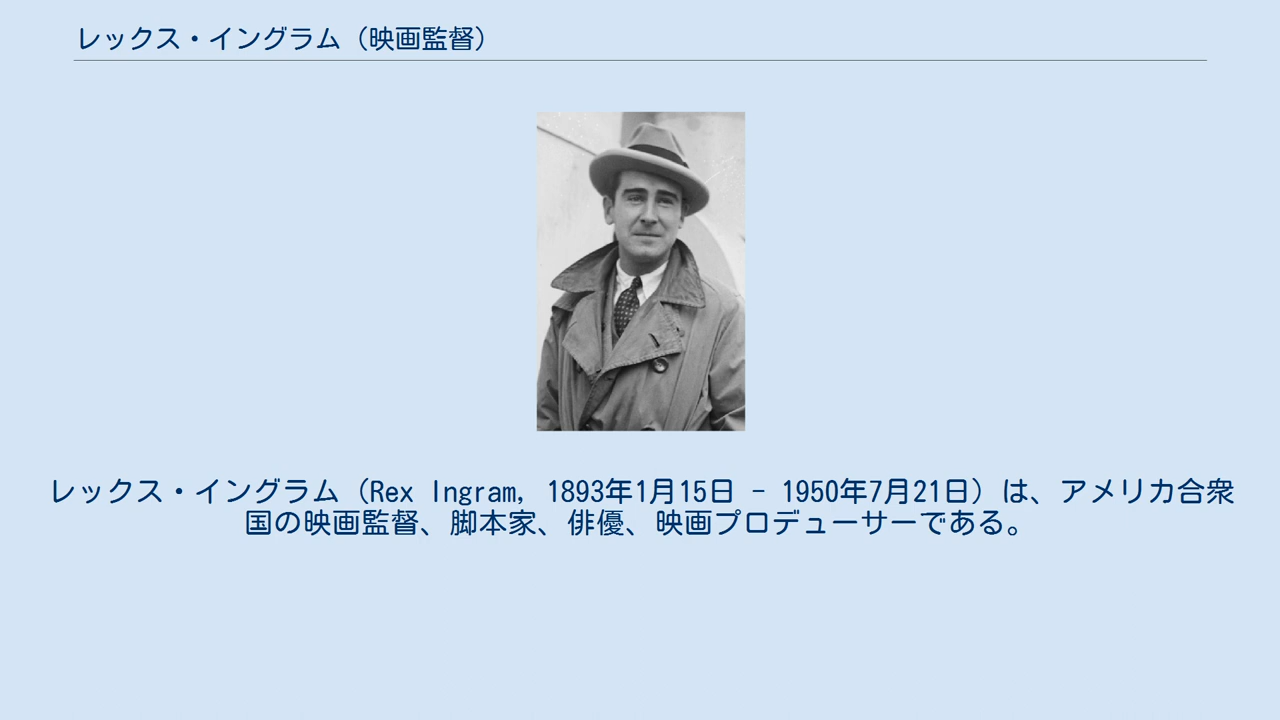 レックス・イングラム（映画監督）
レックス・イングラム（Rex Ingram, 1893年1月15日 - 1950年7月21日）は、アメリカ合衆
国の映画監督、脚本家、俳優、映画プロデューサーである。